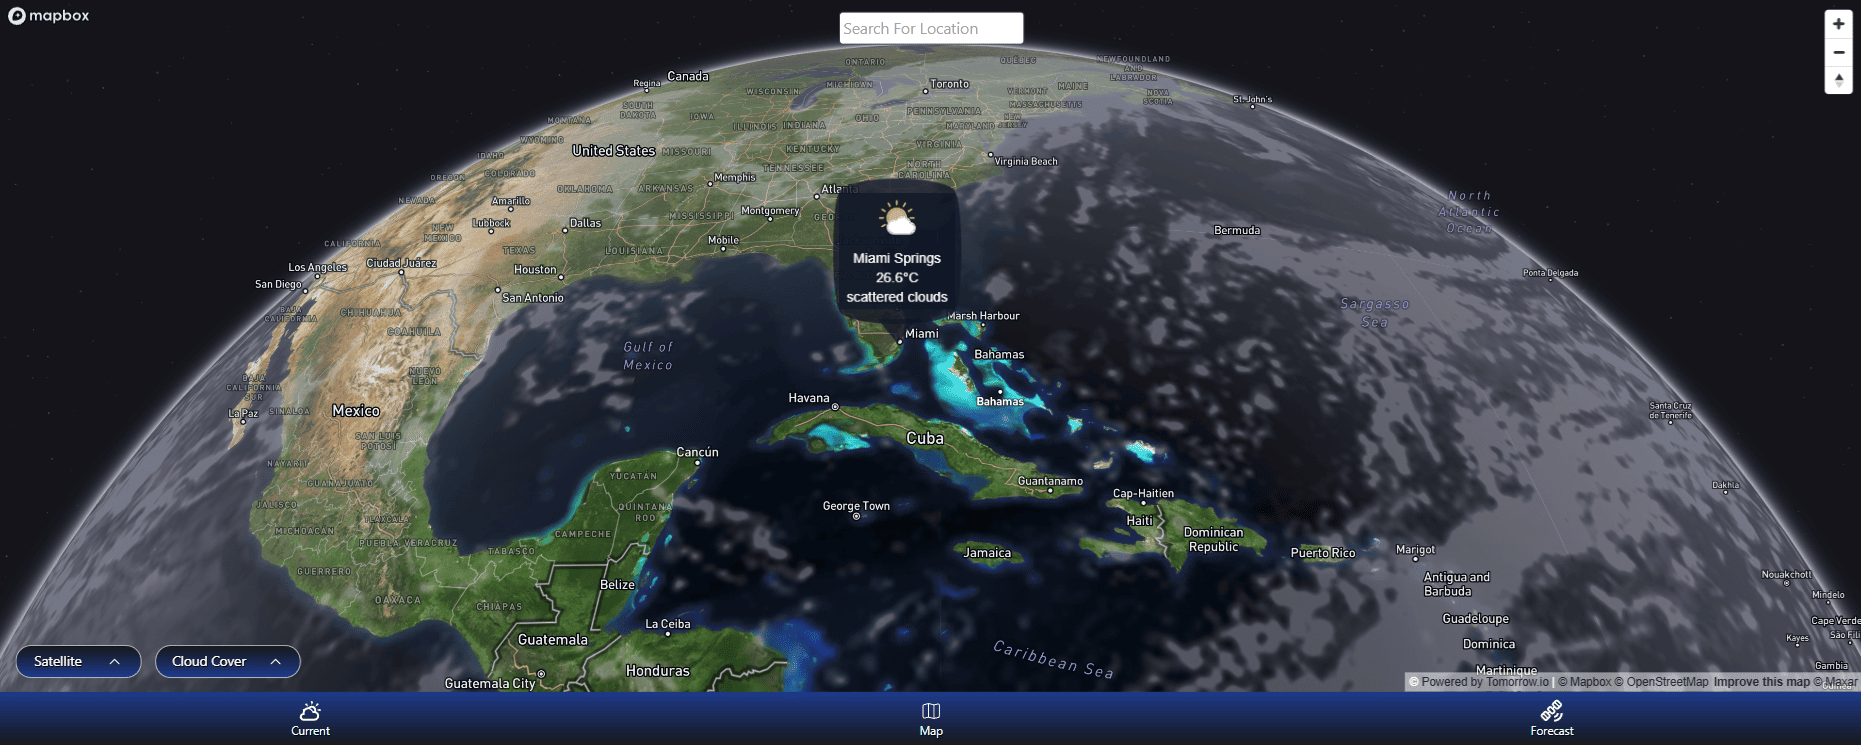 mapbox
Search For Location
ONTARIO
QUÉBEC
NEWFOUNDLAND
AND
LABRADOR
Canada
Regina
Toronto
WISCONSIN
MICHIGAN
VERMONT
MAINE
NOVA
SCOTIA
St. John's
SOUTH
DAKOTA
MASSACHUSETTS
IOWA
PENNSYLVANIA
MONTANA
ILLINOIS
INDIANA
OHIO
MARYLAND
NEW
JERSEY
WYOMING
United States
MISSOURI
KENTUCKY
VIRGINIA
IDAHO
Virginia Beach
TENNESSEE
NORTH
CAROLINA
OREGON
COLORADO
Memphis
OKLAHOMA
ARKANSAS
Atlanta
NEVADA
Amarillo
North
Atlantic
Ocean
MISSISSIPPI
Montgomery
Lubbock
Dallas
NEW
MEXICO
Mobile
Bermuda
CALIFORNIA
TEXAS
LOUISIANA
Miami Springs
26.6°C
scattered clouds
Los Angeles
Ciudad Juárez
Houston
Ponta Delgada
San Diego
San Antonio
BAJA
CALIFORNIA
CHIHUAHUA
Sargasso
Sea
COAHUILA
Marsh Harbour
Miami
Gulf of
Mexico
Bahamas
NUEVO
LEÓN
BAJA
CALIFORNIA
SUR
Havana
Bahamas
La Paz
SINALOA
Mexico
Santa Cruz
de Tenerife
SAN LUIS
POTOSÍ
Cuba
Cancún
NAYARIT
YUCATÁN
GUANAJUATO
Guantanamo
Dakhla
Cap-Haitien
JALISCO
QUINTANA
ROO
George Town
TLAXCALA
Haiti
MICHOACÁN
CAMPECHE
Dominican
Republic
PUEBLA
VERACRUZ
TABASCO
Jamaica
Puerto Rico
Marigot
GUERRERO
Belize
Antigua and
Barbuda
Nouakchott
OAXACA
CHIAPAS
Mindelo
Guadeloupe
La Ceiba
Cape Verde
Guatemala
Kayes
Dominica
Caribbean Sea
Satellite
Cloud Cover
Honduras
Martinique
Gambia
Guatemala City
© Powered by Tomorrow.io | © Mapbox © OpenStreetMap Improve this map © Maxar
Current
Map
Forecast